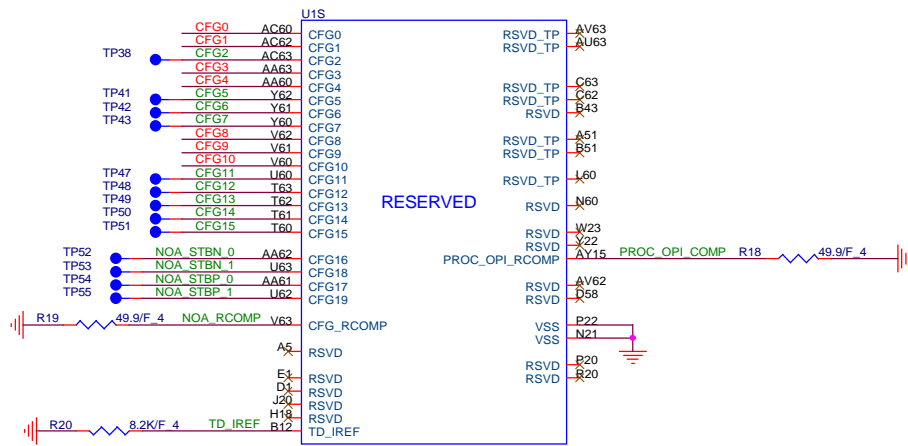 U1S
CFG0 AC60 CFG0 RSVD_TP AV63
CFG1 AC62 CFG1 RSVD_TP AU63
TP38 CFG2 AC63 CFG2
CFG3 AA63 CFG3
CFG4 AA60 CFG4 RSVD_TP C63
TP41 CFG5 Y62 CFG5 RSVD_TP C62
TP42 CFG6 Y61 CFG6 RSVD B43
TP43 CFG7 Y60 CFG7
CFG8 V62 CFG8 RSVD_TP A51
CFG9 V61 CFG9 RSVD_TP B51
CFG10 V60 CFG10
TP47 CFG11 U60 CFG11 RSVD_TP L60
TP48 CFG12 T63 CFG12
RESERVED
TP49 CFG13 T62 CFG13 RSVD N60
TP50 CFG14 T61 CFG14
TP51 CFG15 T60 CFG15 RSVD W23
RSVD Y22
TP52 NOA_STBN_0 AA62 CFG16 PROC_OPI_RCOMP AY15 PROC_OPI_COMP R18 49.9/F_4
TP53 NOA_STBN_1 U63 CFG18
TP54 NOA_STBP_0 AA61 CFG17 RSVD AV62
TP55 NOA_STBP_1 U62 CFG19 RSVD D58
R19 49.9/F_4 NOA_RCOMP V63 CFG_RCOMP VSS P22
VSS N21
A5 RSVD
RSVD P20
E1 RSVD RSVD R20
D1 RSVD
J20 RSVD
H18 RSVD
R20 8.2K/F_4 TD_IREF B12 TD_IREF